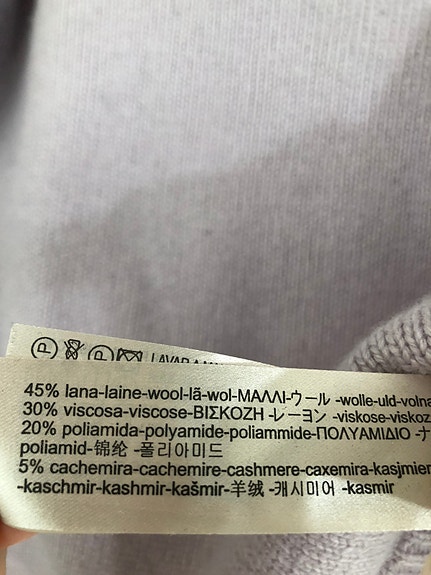 P P LAVAR A
45% lana-laine-wool-lã-wol-ΜΑΛΛΙ-ウール -wolle-uld-volna
30% viscosa-viscose-ΒΙΣΚΟΖΗ -レーヨン -viskose-viskoz
20% poliamida-polyamide-poliammide-ΠΟΛΥΑΜΙΔΙΟ -ナ
poliamid-锦纶 -폴리아미드
5% cachemira-cachemire-cashmere-caxemira-kasjmier
-kaschmir-kashmir-kašmir-羊绒 -캐시미어 -kasmir